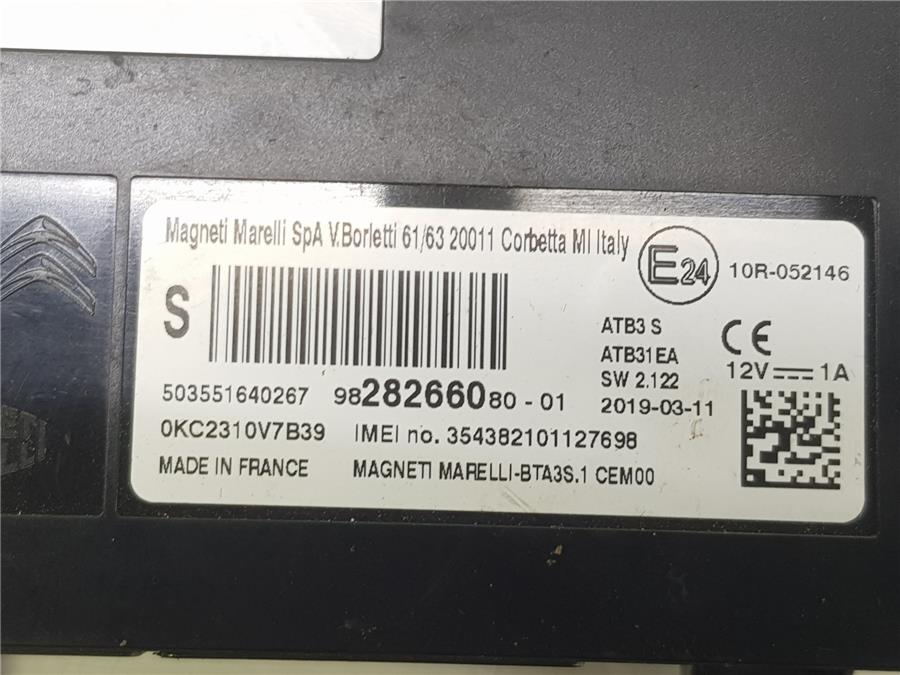 Magneti Marelli SpA V.Borletti 61/63 20011 Corbetta MI Italy
E24
10R-052146
S
ATB3 S
ATB31EA
SW 2.122
CE
12V 1A
503551640267
9828266080-01
2019-03-11
0KC2310V7B39
IMEI no. 354382101127698
MADE IN FRANCE
MAGNETI MARELLI-BTA3S.1 CEM00